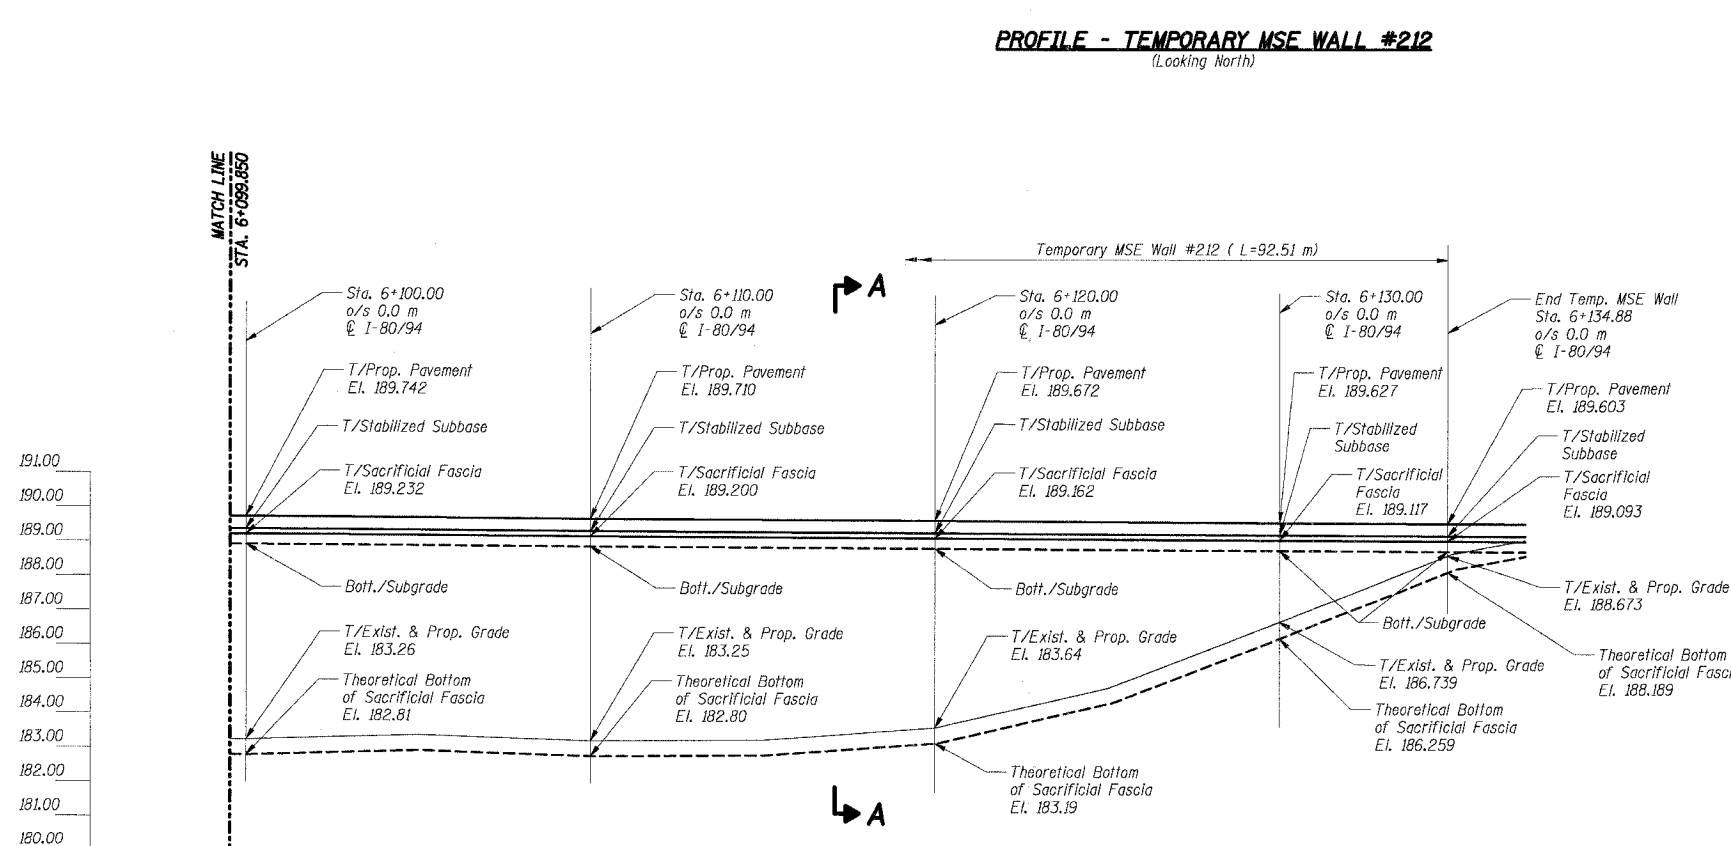 PROFILE - TEMPORARY MSE WALL #212
(Looking North)
MATCH LINE
STA. 6+099.850
Temporary MSE Wall #212 ( L=92.51 m)
A
Sta. 6+100.00
o/s 0.0 m
℄ I-80/94
Sta. 6+110.00
o/s 0.0 m
℄ I-80/94
Sta. 6+120.00
o/s 0.0 m
℄ I-80/94
Sta. 6+130.00
o/s 0.0 m
℄ I-80/94
End Temp. MSE Wall
Sta. 6+134.88
o/s 0.0 m
℄ I-80/94
T/Prop. Pavement
El. 189.742
T/Prop. Pavement
El. 189.710
T/Prop. Pavement
El. 189.672
T/Prop. Pavement
El. 189.627
T/Prop. Pavement
El. 189.603
T/Stabilized Subbase
T/Stabilized Subbase
T/Stabilized Subbase
T/Stabilized
Subbase
T/Stabilized
Subbase
T/Sacrificial Fascia
El. 189.232
T/Sacrificial Fascia
El. 189.200
T/Sacrificial Fascia
El. 189.162
T/Sacrificial
Fascia
El. 189.117
T/Sacrificial
Fascia
El. 189.093
191.00
190.00
189.00
188.00
187.00
186.00
185.00
184.00
183.00
182.00
181.00
180.00
Bott./Subgrade
Bott./Subgrade
Bott./Subgrade
Bott./Subgrade
T/Exist. & Prop. Grade
El. 183.26
T/Exist. & Prop. Grade
El. 183.25
T/Exist. & Prop. Grade
El. 183.64
T/Exist. & Prop. Grade
El. 186.739
T/Exist. & Prop. Grade
El. 188.673
Theoretical Bottom
of Sacrificial Fascia
El. 182.81
Theoretical Bottom
of Sacrificial Fascia
El. 182.80
Theoretical Bottom
of Sacrificial Fascia
El. 183.19
Theoretical Bottom
of Sacrificial Fascia
El. 186.259
Theoretical Bottom
of Sacrificial Fasci
El. 188.189
A